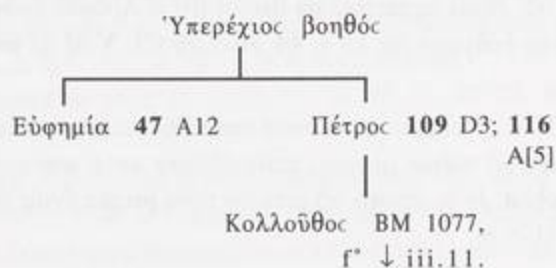 Ὑπερέχιοϲ βοηθόϲ
Εὐφημία 47 A12 Πέτροϲ 109 D3; 116
A[5]
Κολλοῦθοϲ BM 1077,
f° ↓ iii.11.